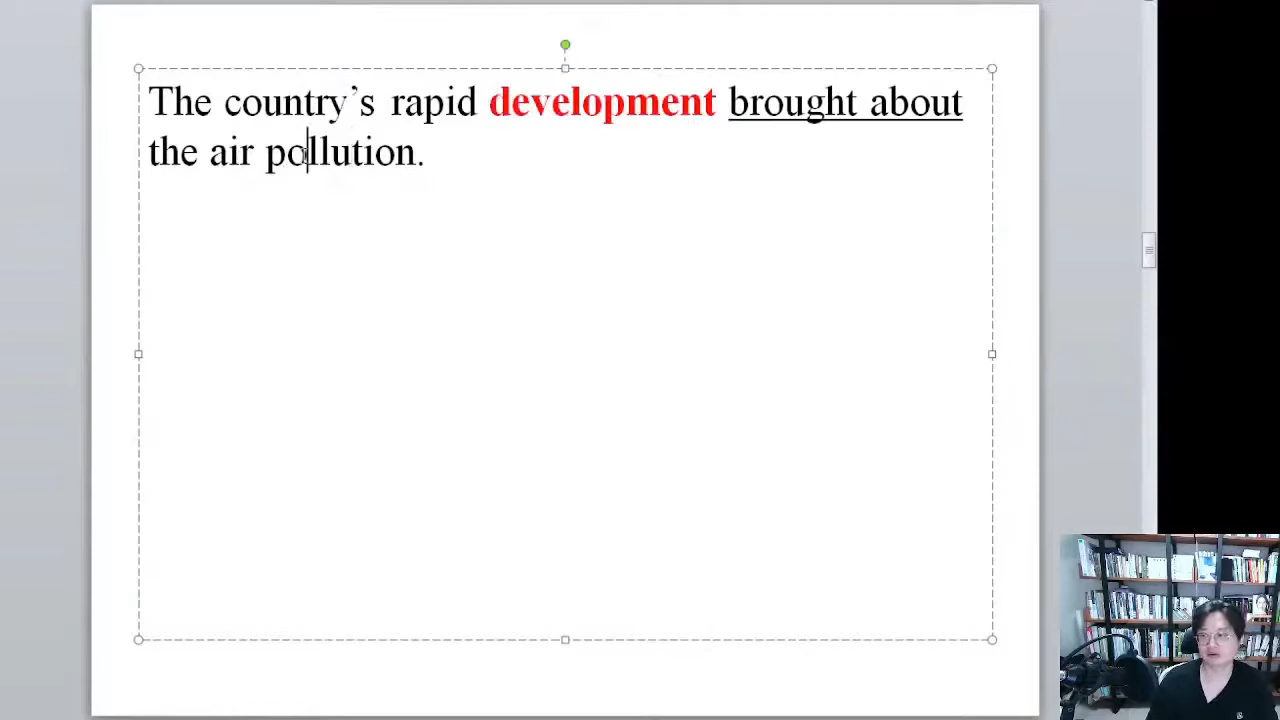 The country’s rapid development brought about
the air pollution.